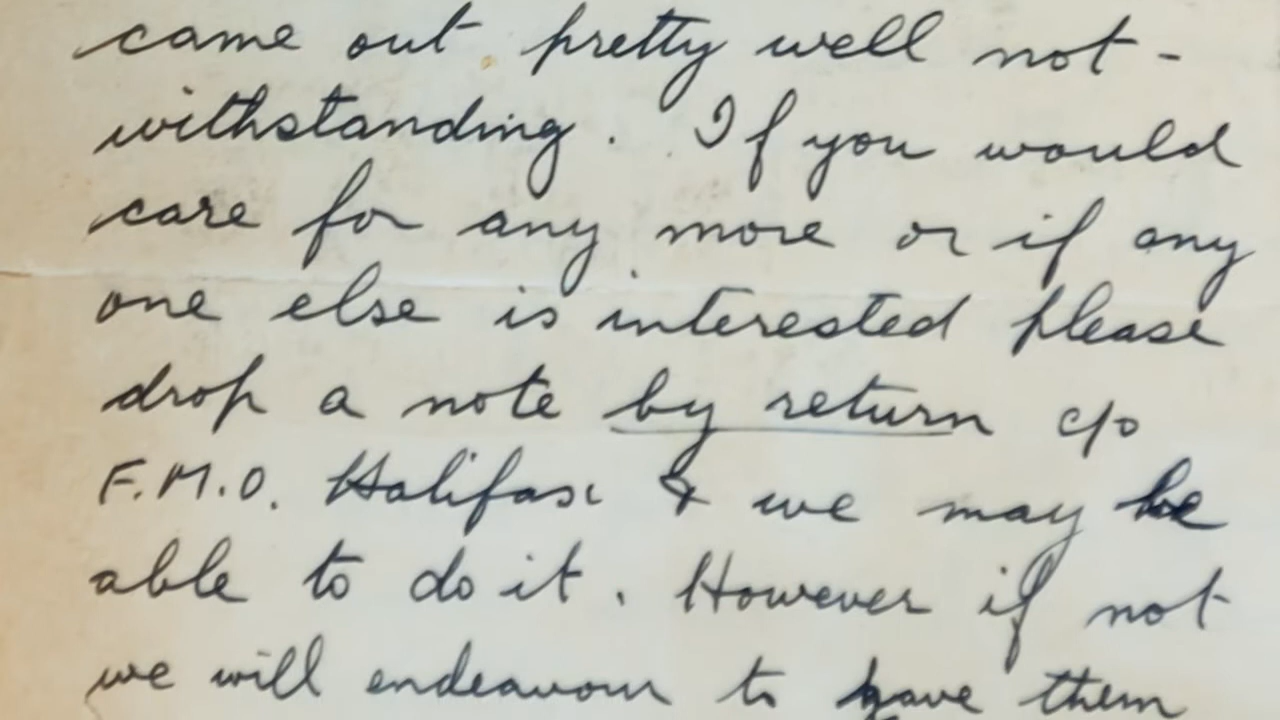 came out pretty well not-
withstanding. If you would
care for any more or if any
one else is interested please
drop a note by return c/o
F.M.O. Halifax & we may be
able to do it. However if not
we will endeavour to have them